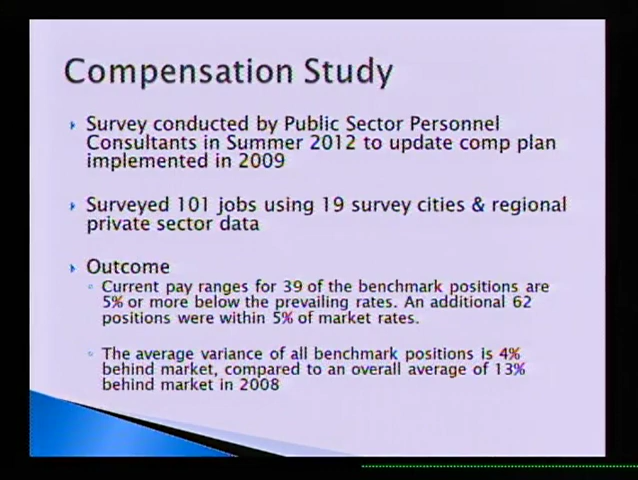 Compensation Study
Survey conducted by Public Sector Personnel
Consultants in Summer 2012 to update comp plan
implemented in 2009
Surveyed 101 jobs using 19 survey cities & regional
private sector data
Outcome
Current pay ranges for 39 of the benchmark positions are
5% or more below the prevailing rates. An additional 62
positions were within 5% of market rates.
The average variance of all benchmark positions is 4%
behind market, compared to an overall average of 13%
behind market in 2008